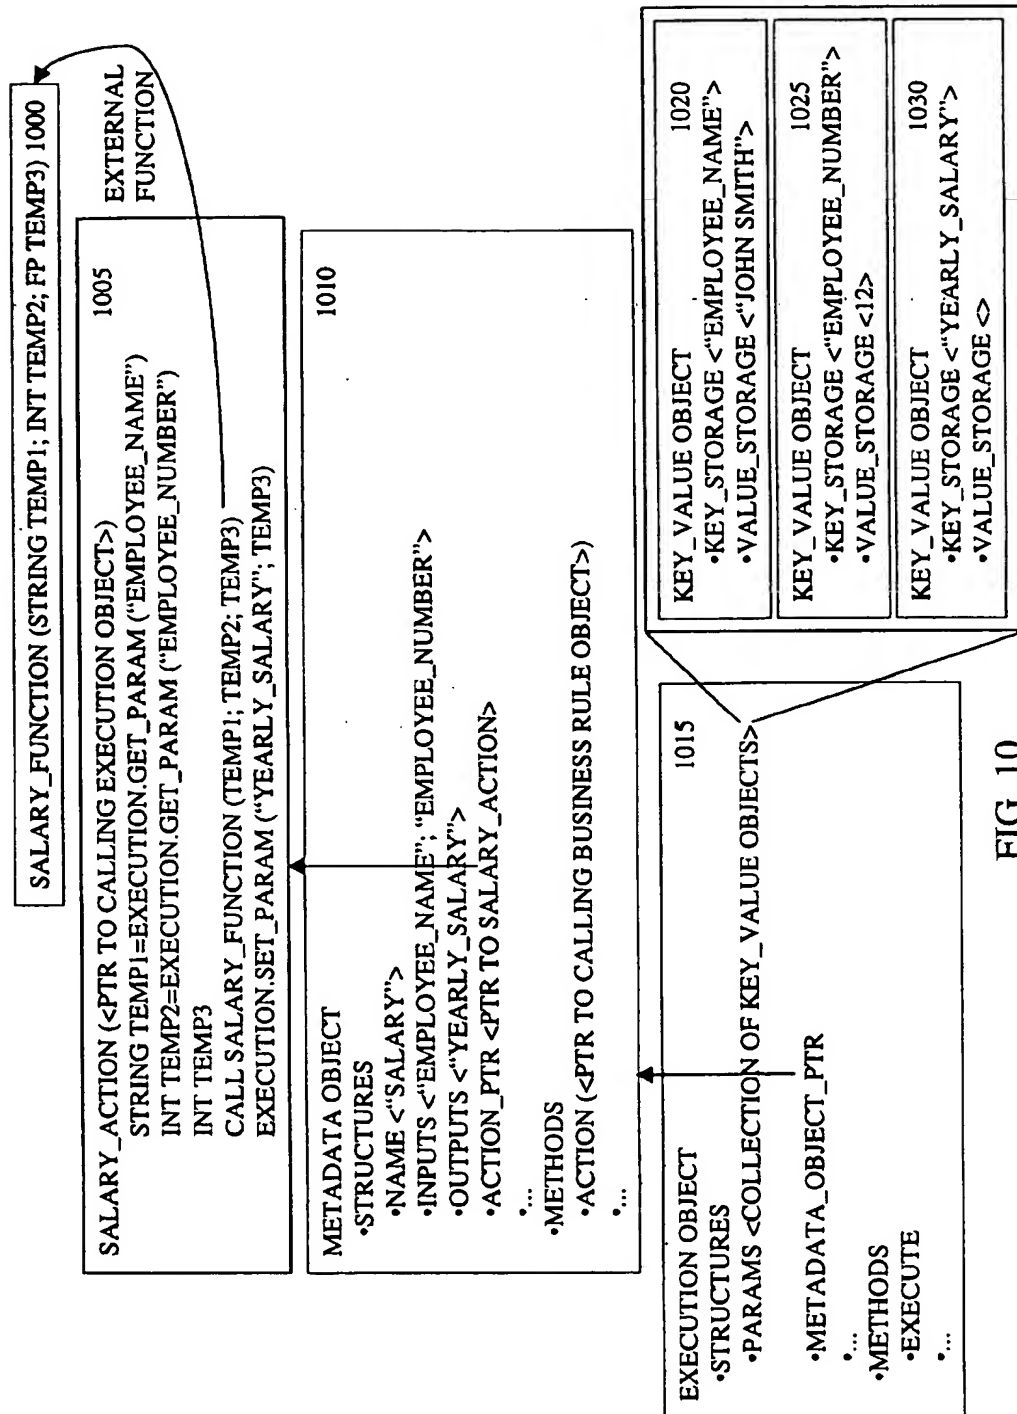 SALARY_FUNCTION (STRING TEMP1; INT TEMP2; FP TEMP3) 1000
EXTERNAL
FUNCTION
SALARY_ACTION (<PTR TO CALLING EXECUTION OBJECT>)
1005
STRING TEMP1=EXECUTION.GET_PARAM (“EMPLOYEE_NAME”)
INT TEMP2=EXECUTION.GET_PARAM (“EMPLOYEE_NUMBER”)
INT TEMP3
CALL SALARY_FUNCTION (TEMP1; TEMP2; TEMP3)
EXECUTION.SET_PARAM (“YEARLY_SALARY”; TEMP3)
METADATA OBJECT
1010
•STRUCTURES
•NAME <“SALARY”>
•INPUTS <“EMPLOYEE_NAME”; “EMPLOYEE_NUMBER”>
•OUTPUTS <“YEARLY_SALARY”>
•ACTION_PTR <PTR TO SALARY_ACTION>
•...
•METHODS
•ACTION (<PTR TO CALLING BUSINESS RULE OBJECT>)
•...
EXECUTION OBJECT
1015
•STRUCTURES
•PARAMS <COLLECTION OF KEY_VALUE OBJECTS>
•METADATA_OBJECT_PTR
•...
•METHODS
•EXECUTE
•...
KEY_VALUE OBJECT
1020
•KEY_STORAGE <“EMPLOYEE_NAME”>
•VALUE_STORAGE <“JOHN SMITH”>
KEY_VALUE OBJECT
1025
•KEY_STORAGE <“EMPLOYEE_NUMBER”>
•VALUE_STORAGE <12>
KEY_VALUE OBJECT
1030
•KEY_STORAGE <“YEARLY_SALARY”>
•VALUE_STORAGE <>
FIG. 10